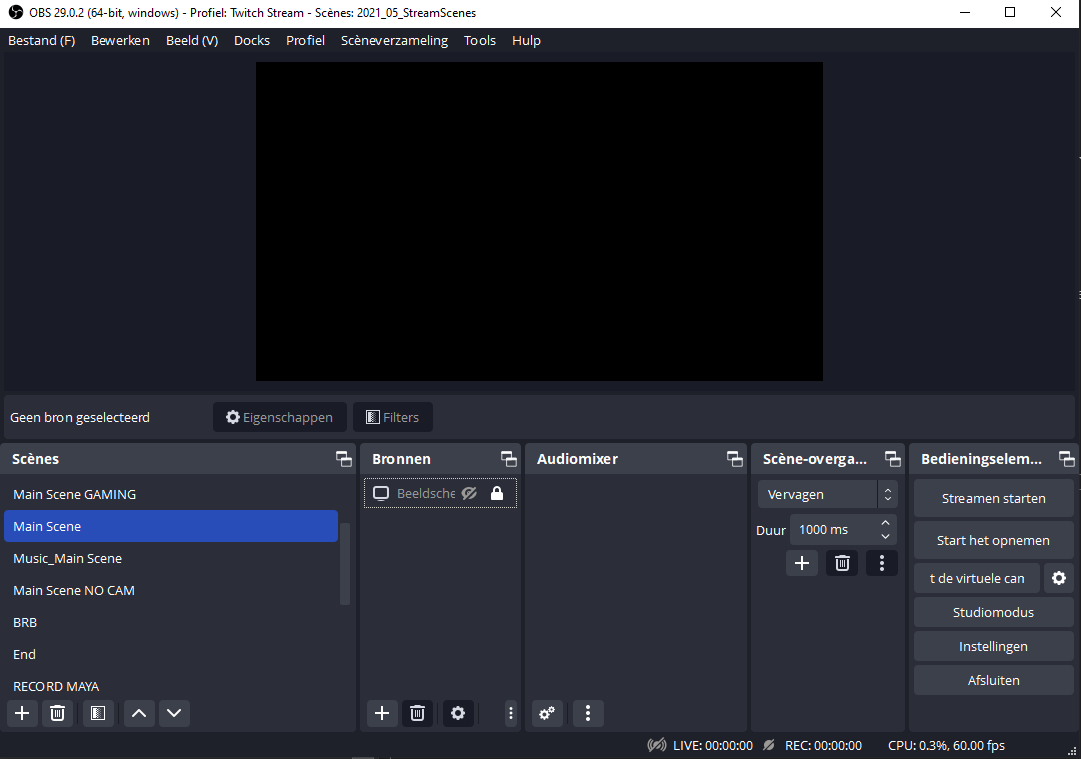 OBS 29.0.2 (64-bit, windows) - Profiel: Twitch Stream - Scènes: 2021_05_StreamScenes
Bestand (F) Bewerken Beeld (V) Docks Profiel Scèneverzameling Tools Hulp
Geen bron geselecteerd Eigenschappen Filters
Scènes Bronnen Audiomixer Scène-overga... Bedieningselem...
Main Scene GAMING
Main Scene
Music_Main Scene
Main Scene NO CAM
BRB
End
RECORD MAYA
Beeldsche
Vervagen
Duur 1000 ms
Streamen starten
Start het opnemen
t de virtuele can
Studiomodus
Instellingen
Afsluiten
LIVE: 00:00:00 REC: 00:00:00 CPU: 0.3%, 60.00 fps